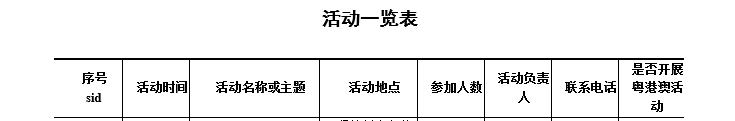 活动一览表
序号
sid
活动时间
活动名称或主题
活动地点
参加人数
活动负责
人
联系电话
是否开展
粤港澳活
动